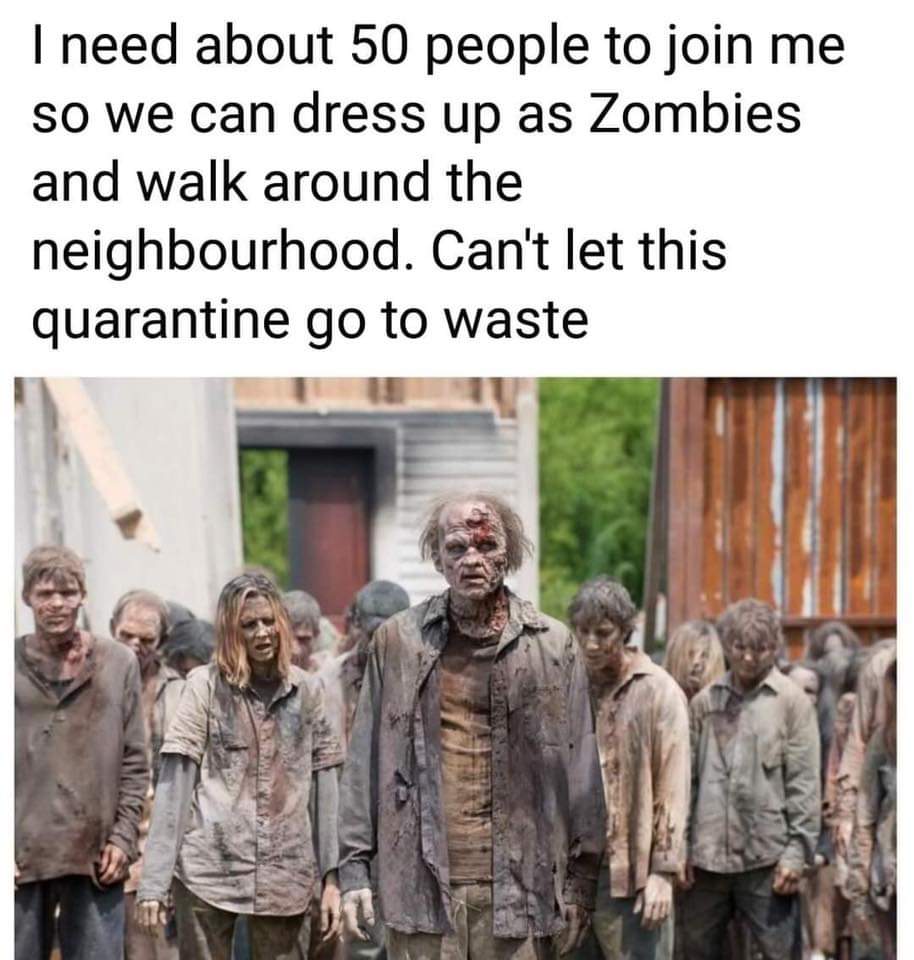 I need about 50 people to join me
so we can dress up as Zombies
and walk around the
neighbourhood. Can't let this
quarantine go to waste